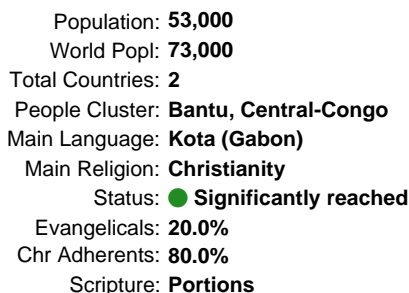 Population: 53,000
World Popl: 73,000
Total Countries: 2
People Cluster: Bantu, Central-Congo
Main Language: Kota (Gabon)
Main Religion: Christianity
Status: Significantly reached
Evangelicals: 20.0%
Chr Adherents: 80.0%
Scripture: Portions